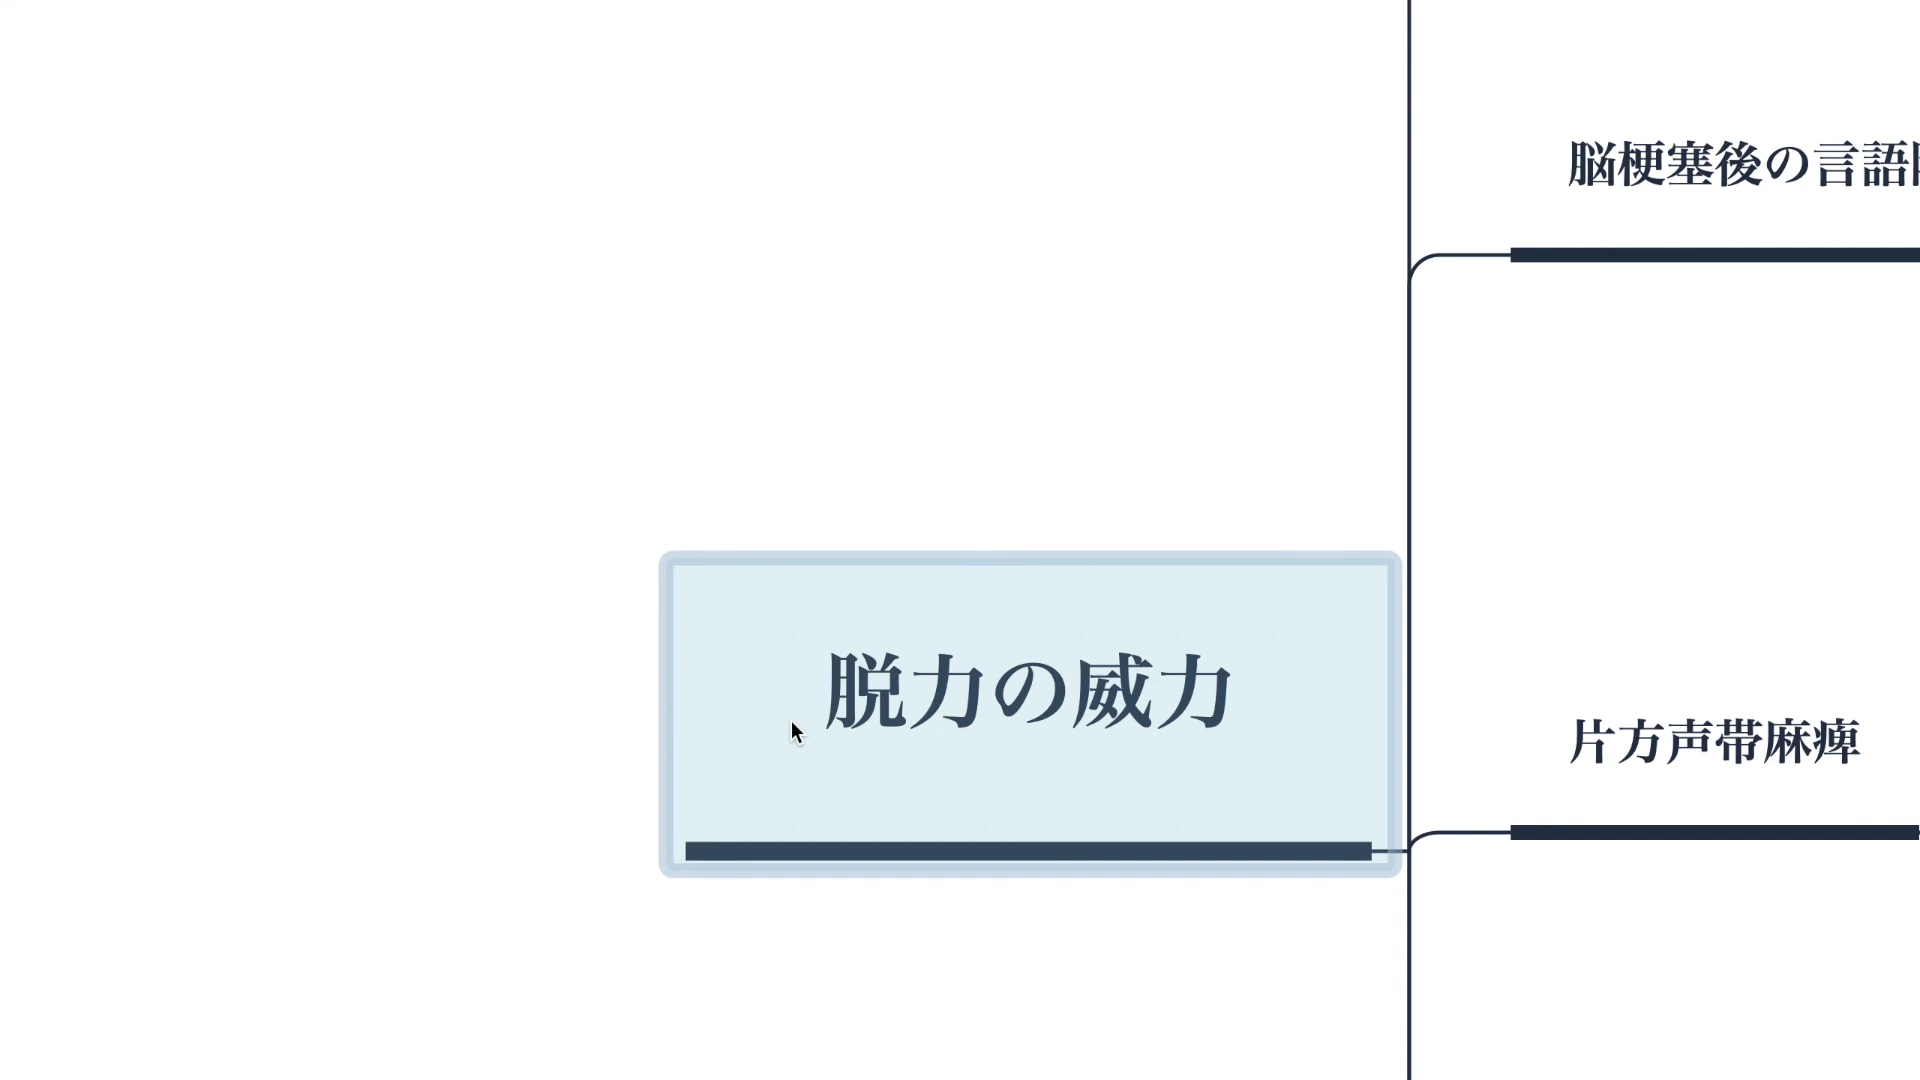 脳梗塞後の言語
脱力の威力
片方声帯麻痺